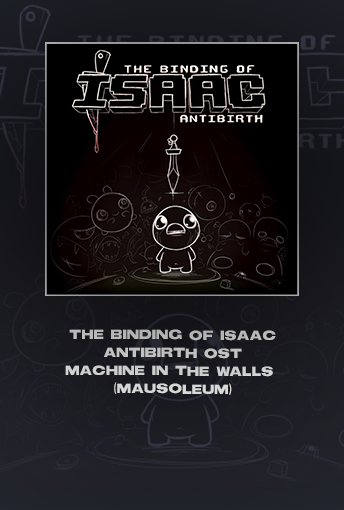 THE BINDING OF
ISAAC
ANTIBIRTH
THE BINDING OF ISAAC
ANTIBIRTH OST
MACHINE IN THE WALLS
(MAUSOLEUM)